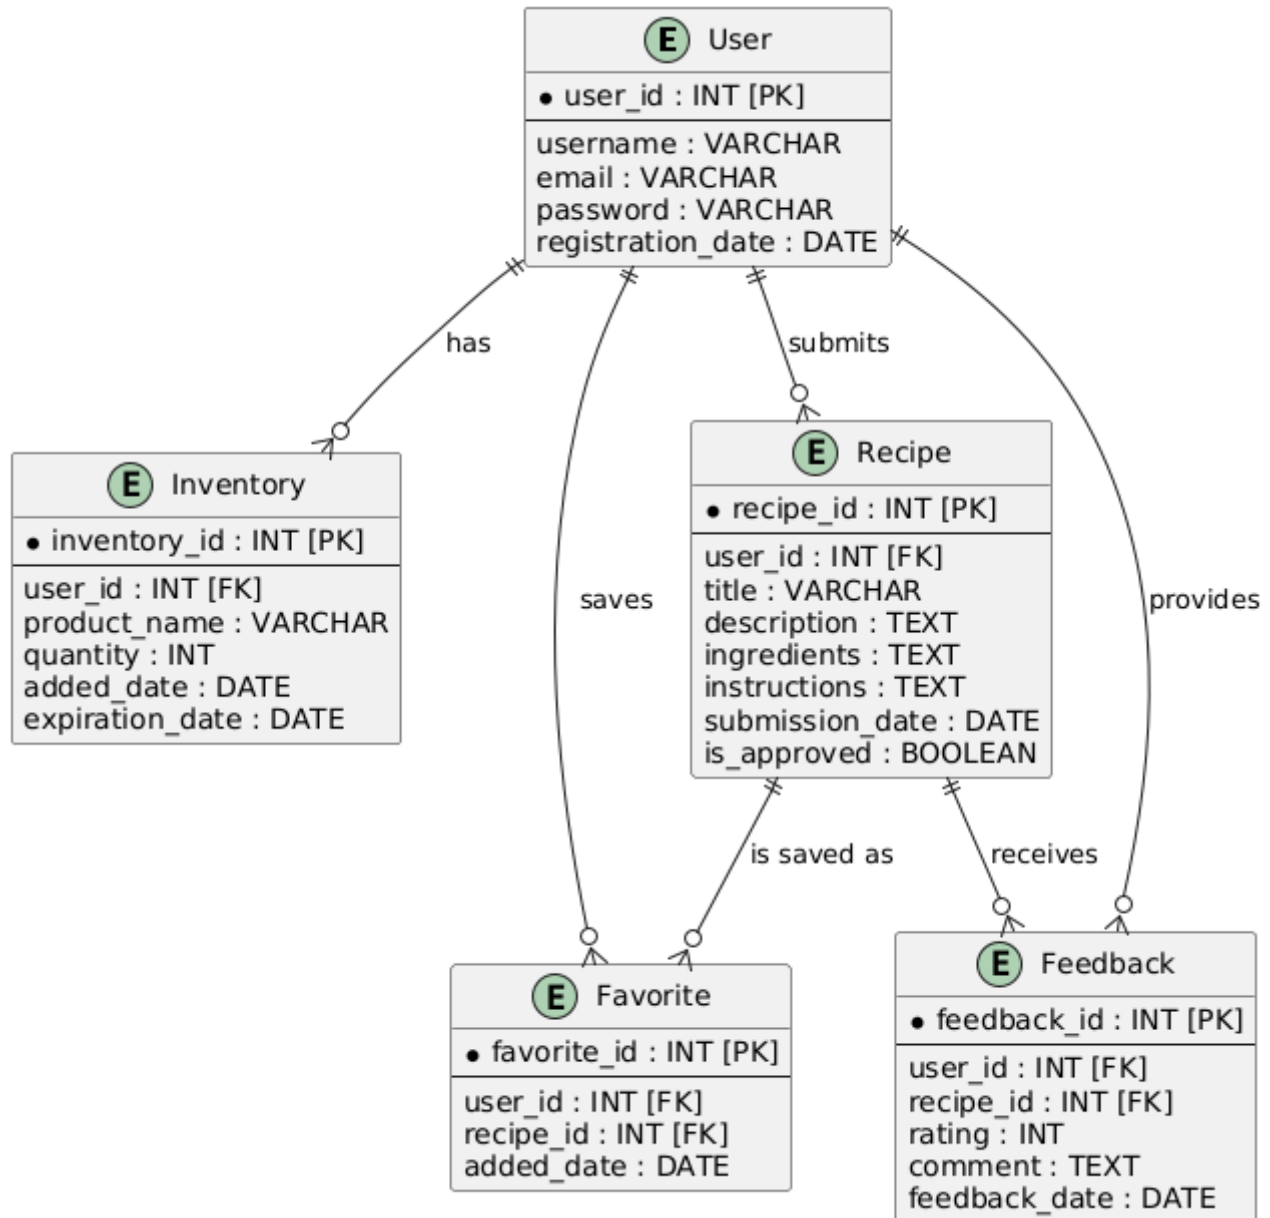 E User
user_id : INT [PK]
username : VARCHAR
email : VARCHAR
password : VARCHAR
registration_date : DATE
has
submits
E Inventory
inventory_id : INT [PK]
user_id : INT [FK]
product_name : VARCHAR
quantity : INT
added_date : DATE
expiration_date : DATE
saves
E Recipe
recipe_id : INT [PK]
user_id : INT [FK]
title : VARCHAR
description : TEXT
ingredients : TEXT
instructions : TEXT
submission_date : DATE
is_approved : BOOLEAN
provides
is saved as
receives
E Favorite
favorite_id : INT [PK]
user_id : INT [FK]
recipe_id : INT [FK]
added_date : DATE
E Feedback
feedback_id : INT [PK]
user_id : INT [FK]
recipe_id : INT [FK]
rating : INT
comment : TEXT
feedback_date : DATE